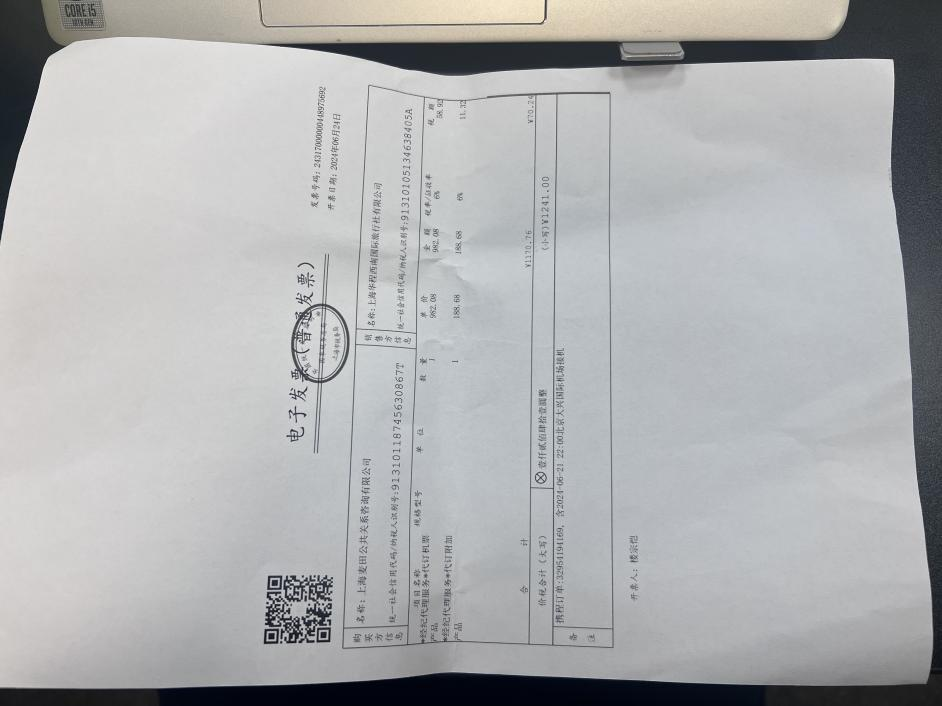 CORE i5
10TH GEN
电子发票(普通发票)
发票号码:24317000000448975692
开票日期:2024年06月24日
上海市税务局
购买方信息
名称:上海麦田公共关系咨询有限公司
统一社会信用代码/纳税人识别号:91310118745630867T
销售方信息
名称:上海华程西南国际旅行社有限公司
统一社会信用代码/纳税人识别号:91310105134638405A
项目名称 规格型号 单位 数量 单价 金额 税率/征收率 税额
*经纪代理服务*代订机票 1 982.08 982.08 6% 58.92
产品
*经纪代理服务*代订附加 1 188.68 188.68 6% 11.32
产品
合计 ¥1170.76 ¥70.24
价税合计(大写) ⊗壹仟贰佰肆拾壹圆整 (小写)¥1241.00
备注
携程订单:32954194169, 含2024-06-21 22:00北京大兴国际机场接机
开票人:楼宗恺